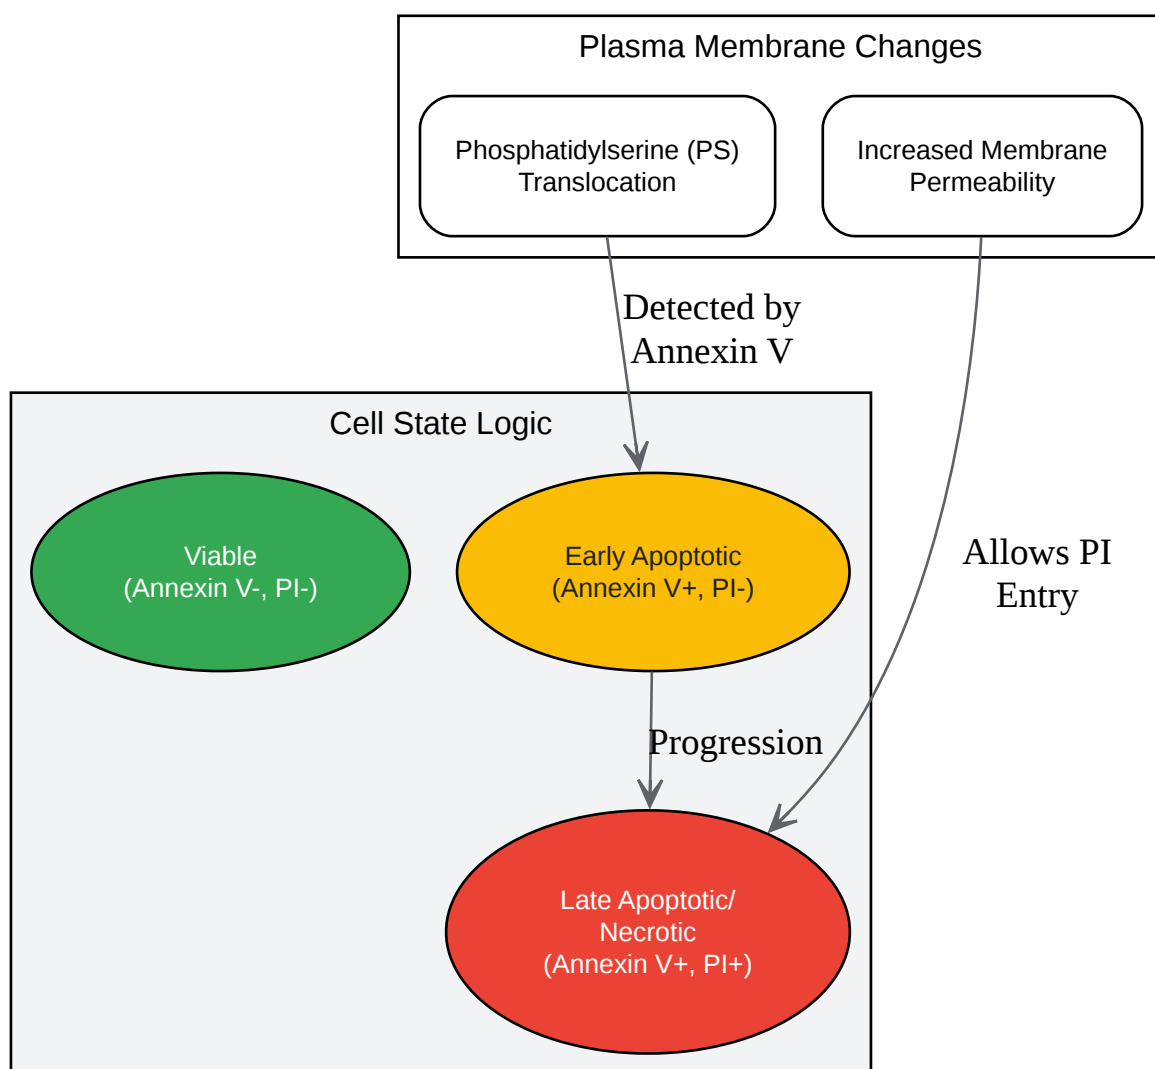 Plasma Membrane Changes
Phosphatidylserine (PS)
Translocation
Increased Membrane
Permeability
Detected by
Annexin V
Cell State Logic
Viable
(Annexin V-, PI-)
Early Apoptotic
(Annexin V+, PI-)
Allows PI
Entry
Progression
Late Apoptotic/
Necrotic
(Annexin V+, PI+)